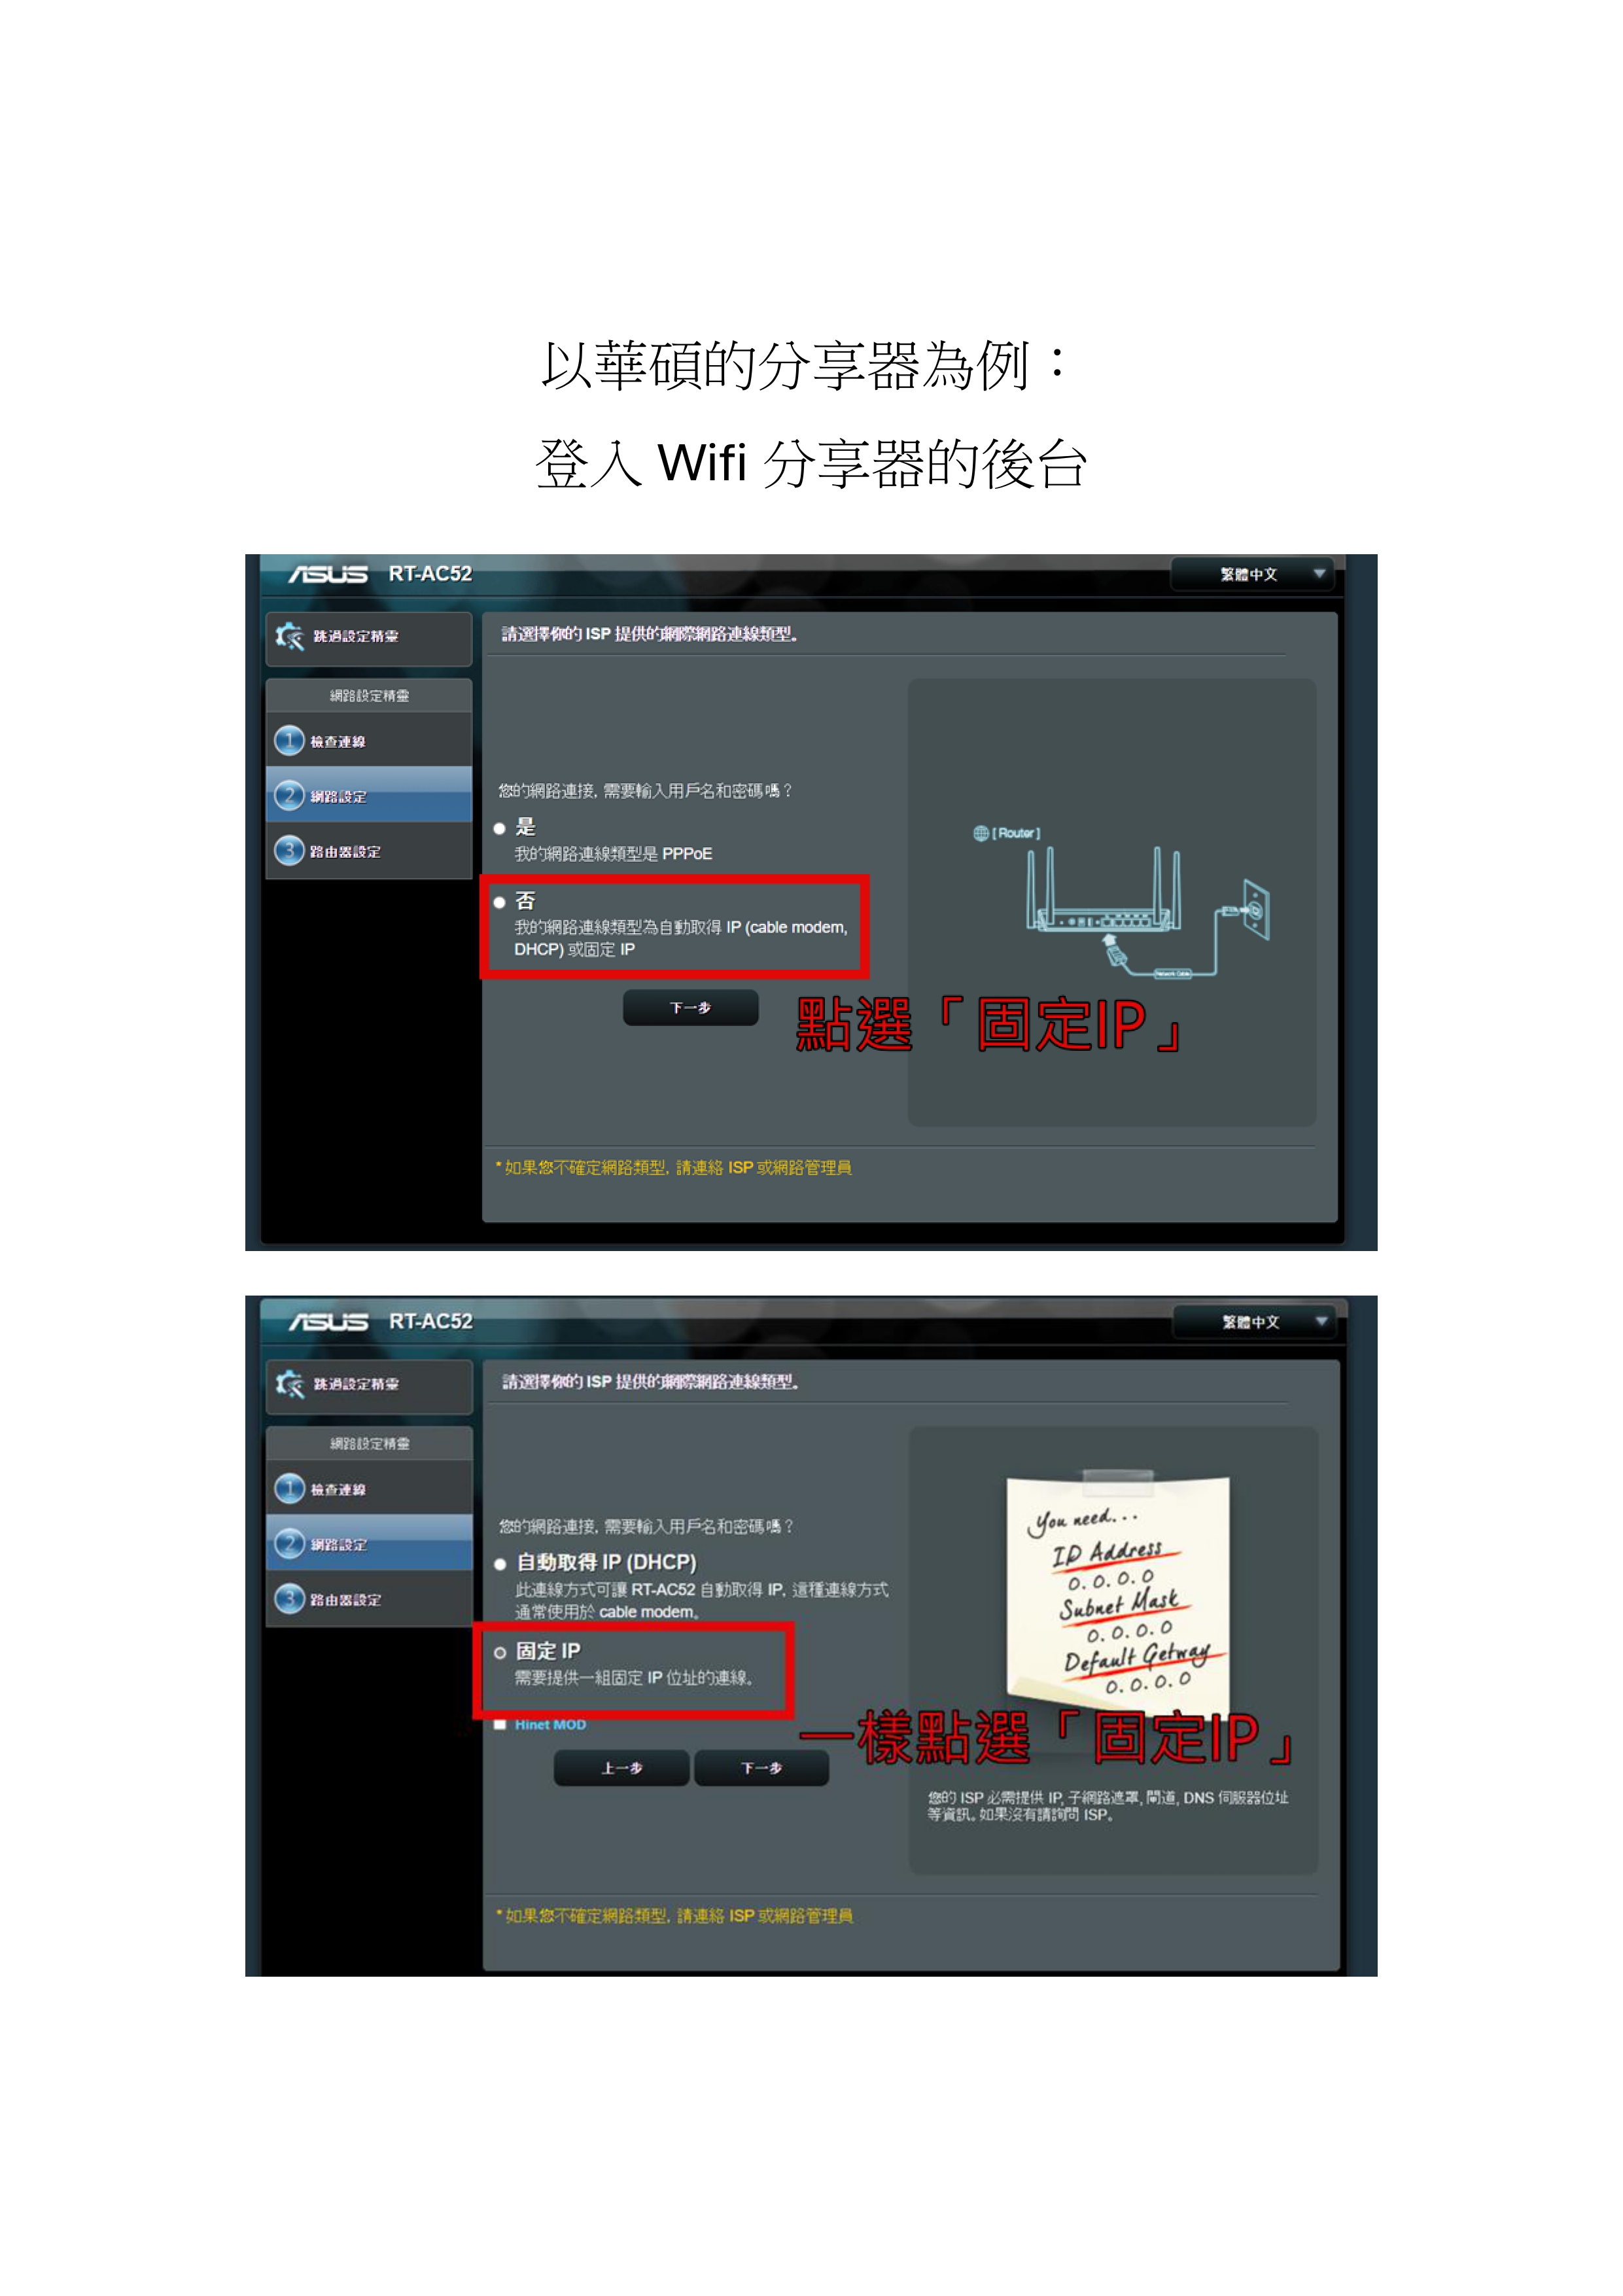 以華碩的分享器為例：
登入 Wifi 分享器的後台
ASUS RT-AC52
繁體中文
跳過設定精靈
請選擇你的 ISP 提供的網際網路連線類型。
網路設定精靈
1 檢查連線
2 網路設定
3 路由器設定
您的網路連接, 需要輸入用戶名和密碼嗎？
是
我的網路連線類型是 PPPoE
否
我的網路連線類型為自動取得 IP (cable modem,
DHCP) 或固定 IP
下一步
[ Router ]
Network Cable
點選「固定IP」
* 如果您不確定網路類型, 請連絡 ISP 或網路管理員
ASUS RT-AC52
繁體中文
跳過設定精靈
請選擇你的 ISP 提供的網際網路連線類型。
網路設定精靈
1 檢查連線
2 網路設定
3 路由器設定
您的網路連接, 需要輸入用戶名和密碼嗎？
自動取得 IP (DHCP)
此連線方式可讓 RT-AC52 自動取得 IP, 這種連線方式
通常使用於 cable modem。
固定 IP
需要提供一組固定 IP 位址的連線。
Hinet MOD
上一步
下一步
You need...
ID Address
0.0.0.0
Subnet Mask
0.0.0.0
Default Getway
0.0.0.0
一樣點選「固定IP」
您的 ISP 必需提供 IP, 子網路遮罩, 閘道, DNS 伺服器位址
等資訊。如果沒有請詢問 ISP。
* 如果您不確定網路類型, 請連絡 ISP 或網路管理員